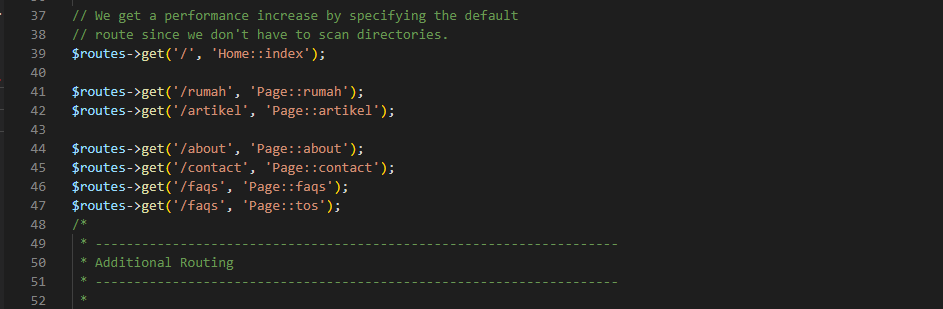 37 // We get a performance increase by specifying the default
38 // route since we don't have to scan directories.
39 $routes->get('/', 'Home::index');
40
41 $routes->get('/rumah', 'Page::rumah');
42 $routes->get('/artikel', 'Page::artikel');
43
44 $routes->get('/about', 'Page::about');
45 $routes->get('/contact', 'Page::contact');
46 $routes->get('/faqs', 'Page::faqs');
47 $routes->get('/faqs', 'Page::tos');
48 /*
49  * --------------------------------------------------------------------
50  * Additional Routing
51  * --------------------------------------------------------------------
52  *